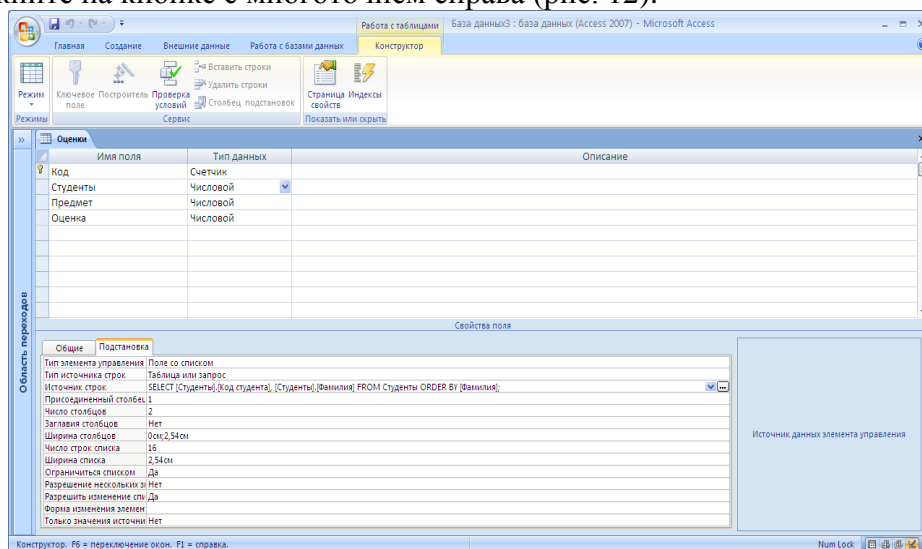 кните на кнопке с многоточием справа (рис. 12).
Работа с таблицами База данных3 : база данных (Access 2007) - Microsoft Access
Главная Создание Внешние данные Работа с базами данных Конструктор
Режим Ключевое поле Построитель Проверка условий Вставить строки Удалить строки Столбец подстановок Страница свойств Индексы
Режимы Сервис Показать или скрыть
Оценки
Имя поля Тип данных Описание
Код Счетчик
Студенты Числовой
Предмет Числовой
Оценка Числовой
Область переходов
Свойства поля
Общие Подстановка
Тип элемента управления Поле со списком
Тип источника строк Таблица или запрос
Источник строк SELECT [Студенты].[Код студента], [Студенты].[Фамилия] FROM Студенты ORDER BY [Фамилия];
Присоединенный столбец 1
Число столбцов 2
Заглавия столбцов Нет
Ширина столбцов 0см;2,54см
Число строк списка 16
Ширина списка 2,54см
Ограничиться списком Да
Разрешение нескольких зн Нет
Разрешить изменение спи Да
Форма изменения элемен
Только значения источни Нет
Источник данных элемента управления
Конструктор. F6 = переключение окон. F1 = справка. Num Lock